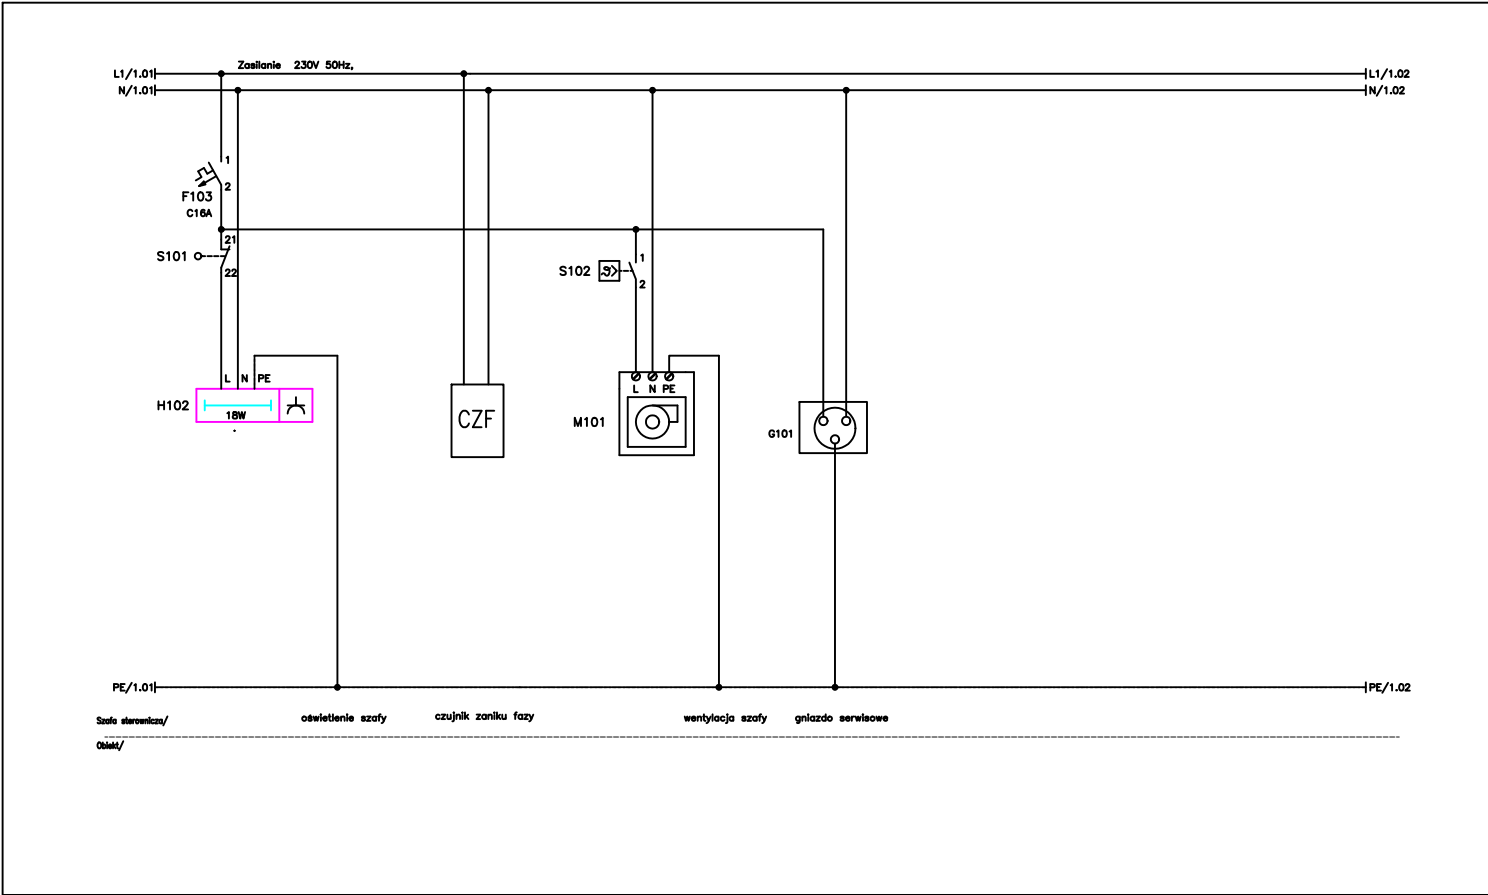 Zasilanie 230V 50Hz,
L1/1.01
L1/1.02
N/1.01
N/1.02
1
2
F103
C16A
21
S101
22
1
S102
2
L N PE
H102
18W
CZF
L N PE
M101
G101
PE/1.01
PE/1.02
Szafa sterownicza/
oświetlenie szafy
czujnik zaniku fazy
wentylacja szafy
gniazdo serwisowe
Obiekt/